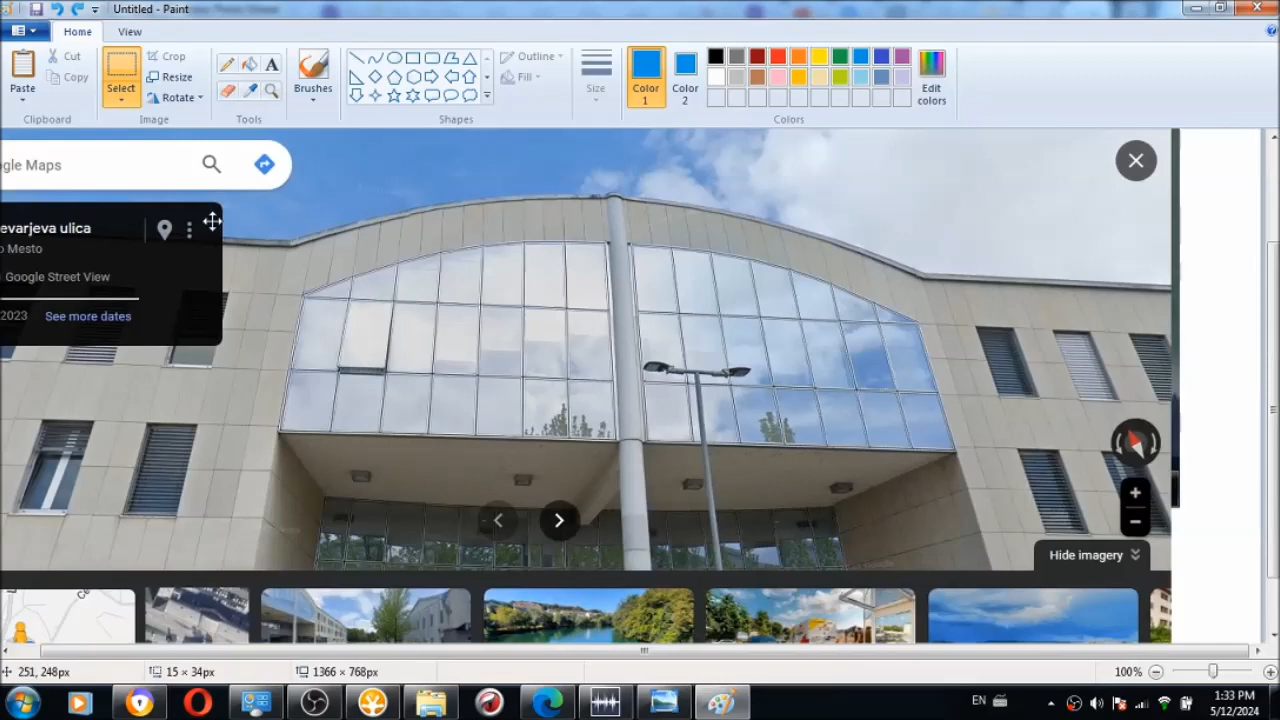 Untitled - Paint
Home
View
Paste
Cut
Copy
Clipboard
Select
Crop
Resize
Rotate
Image
A
Tools
Brushes
Outline
Fill
Shapes
Size
Color
1
Color
2
Edit
colors
Colors
gle Maps
evarjeva ulica
o Mesto
Google Street View
2023 See more dates
Hide imagery
251, 248px
15 × 34px
1366 × 768px
100%
EN
1:33 PM
5/12/2024